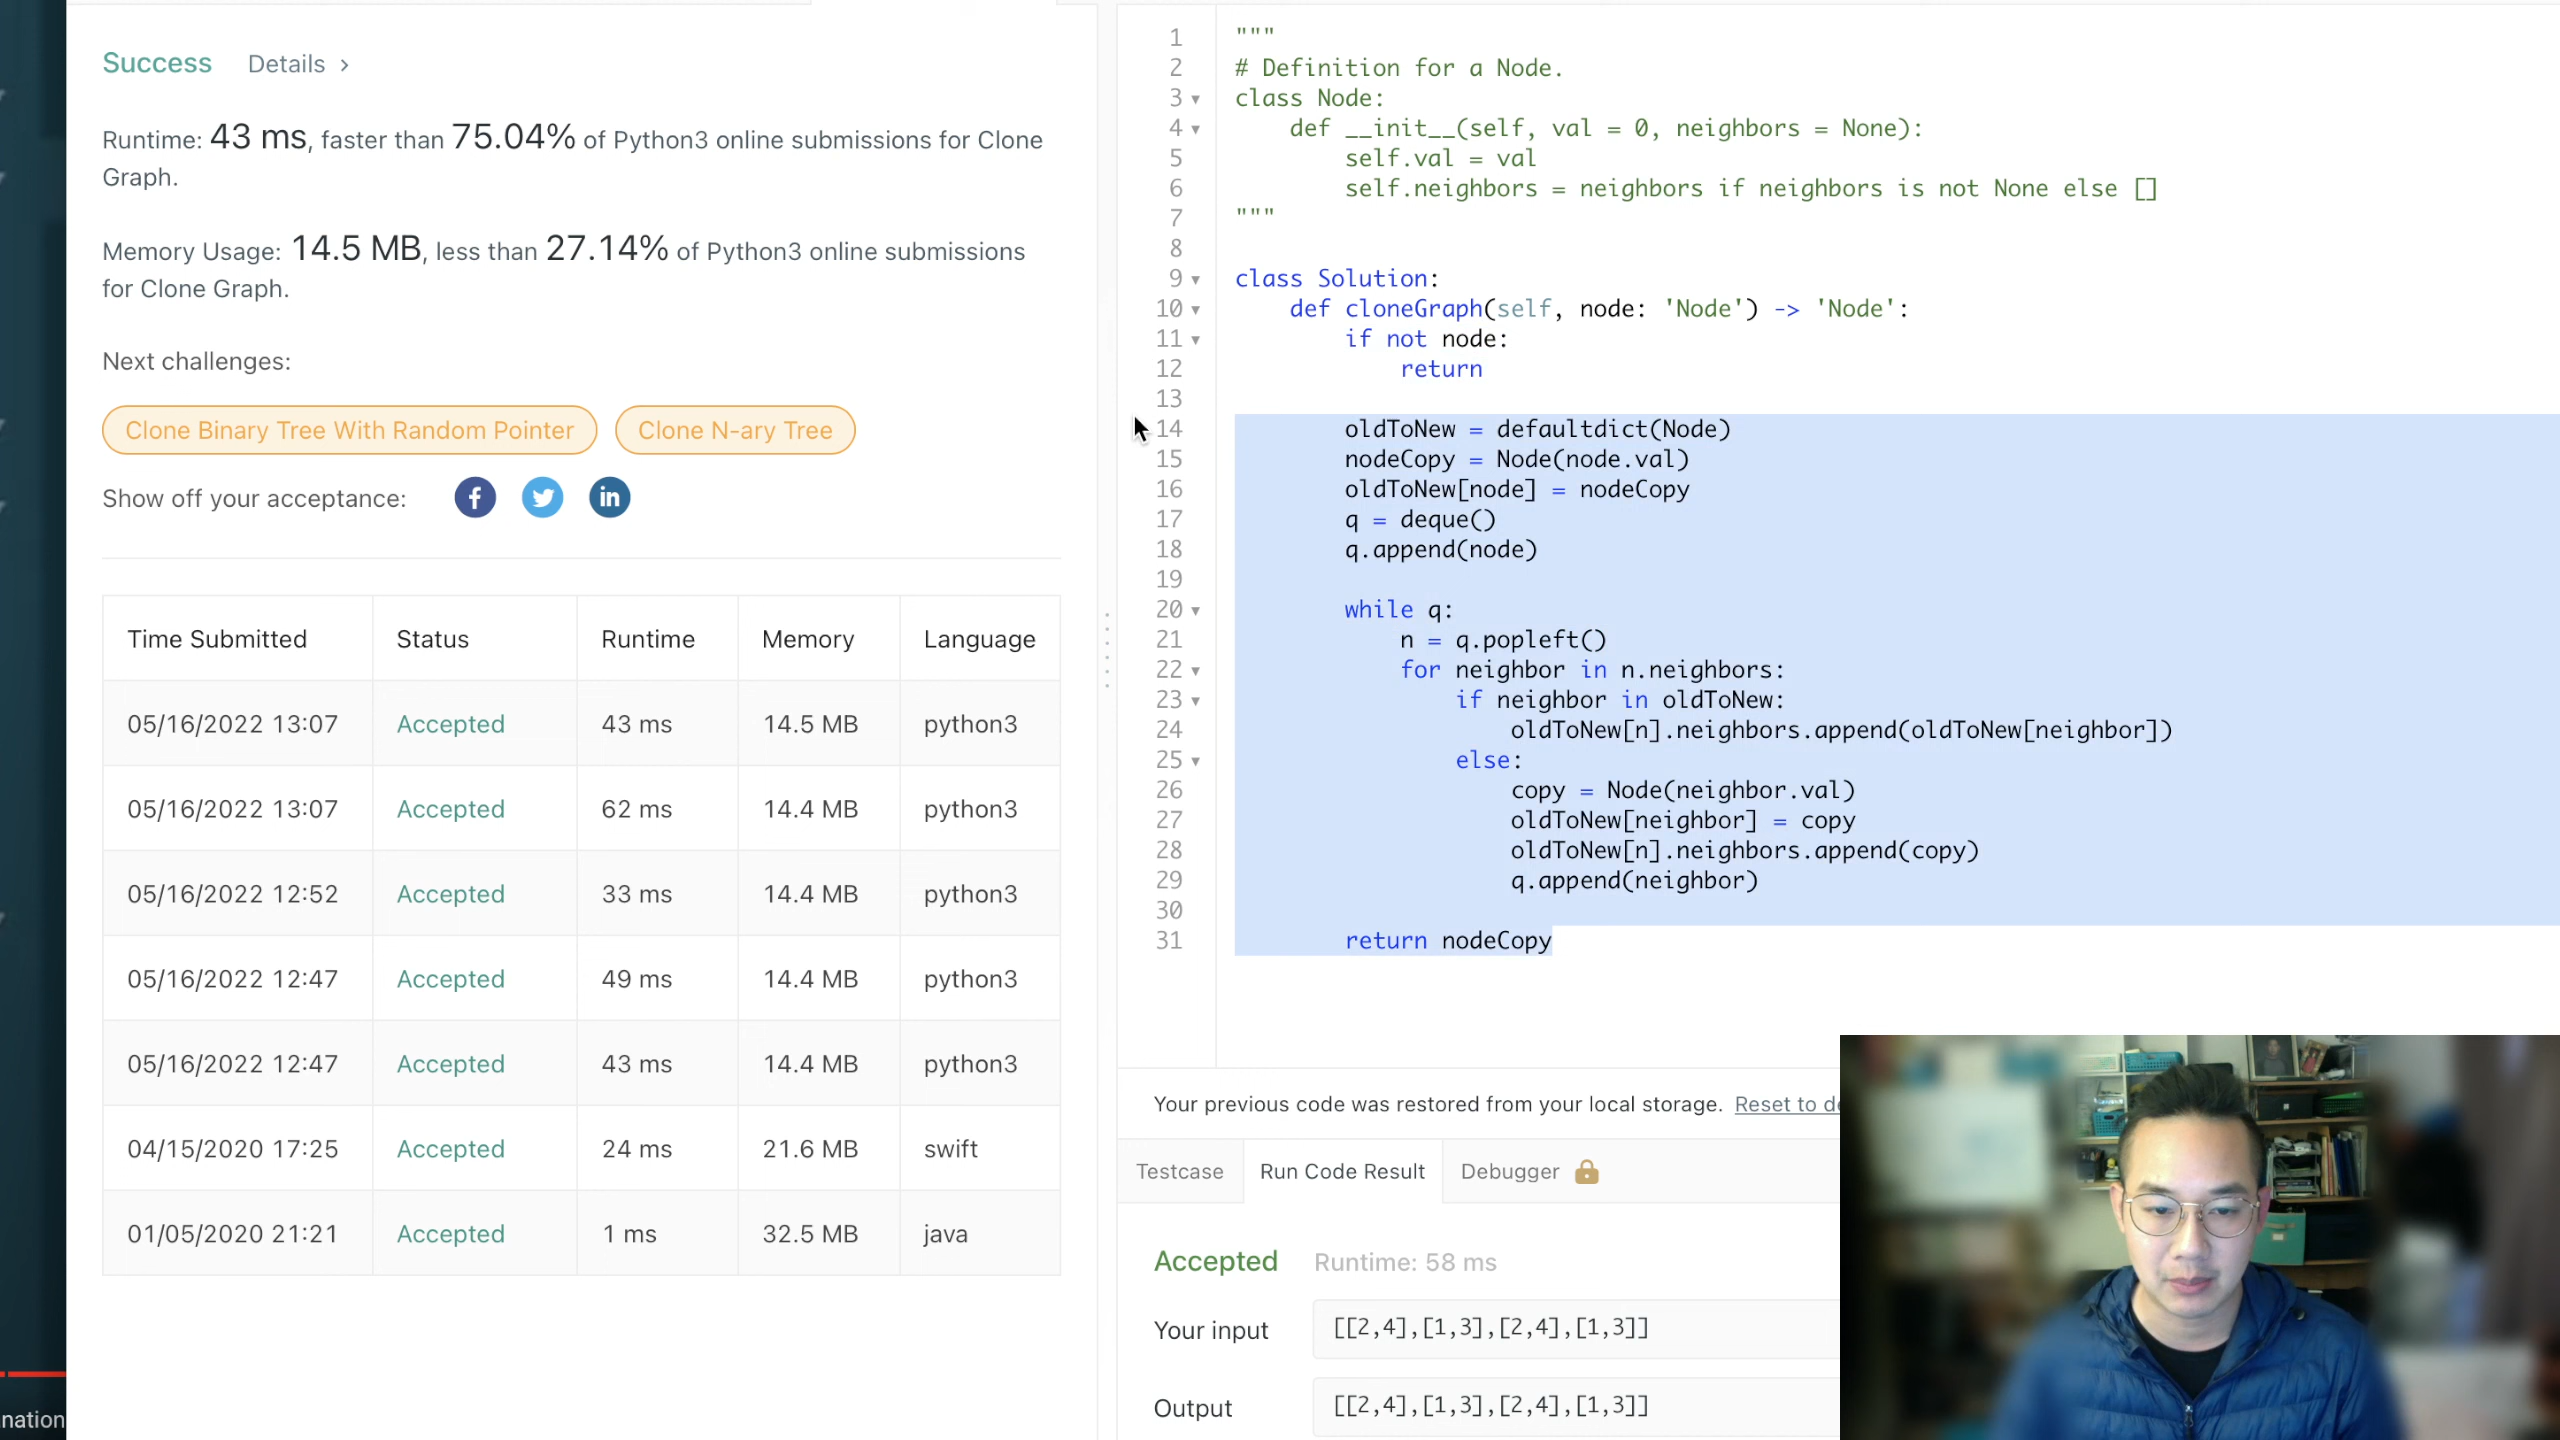 Success Details >
Runtime: 43 ms, faster than 75.04% of Python3 online submissions for Clone
Graph.
Memory Usage: 14.5 MB, less than 27.14% of Python3 online submissions
for Clone Graph.
Next challenges:
Clone Binary Tree With Random Pointer Clone N-ary Tree
Show off your acceptance: f in
Time Submitted Status Runtime Memory Language
05/16/2022 13:07 Accepted 43 ms 14.5 MB python3
05/16/2022 13:07 Accepted 62 ms 14.4 MB python3
05/16/2022 12:52 Accepted 33 ms 14.4 MB python3
05/16/2022 12:47 Accepted 49 ms 14.4 MB python3
05/16/2022 12:47 Accepted 43 ms 14.4 MB python3
04/15/2020 17:25 Accepted 24 ms 21.6 MB swift
01/05/2020 21:21 Accepted 1 ms 32.5 MB java
nation
1 """
2 # Definition for a Node.
3 class Node:
4     def __init__(self, val = 0, neighbors = None):
5         self.val = val
6         self.neighbors = neighbors if neighbors is not None else []
7 """
8
9 class Solution:
10     def cloneGraph(self, node: 'Node') -> 'Node':
11         if not node:
12             return
13
14         oldToNew = defaultdict(Node)
15         nodeCopy = Node(node.val)
16         oldToNew[node] = nodeCopy
17         q = deque()
18         q.append(node)
19
20         while q:
21             n = q.popleft()
22             for neighbor in n.neighbors:
23                 if neighbor in oldToNew:
24                     oldToNew[n].neighbors.append(oldToNew[neighbor])
25                 else:
26                     copy = Node(neighbor.val)
27                     oldToNew[neighbor] = copy
28                     oldToNew[n].neighbors.append(copy)
29                     q.append(neighbor)
30
31         return nodeCopy
Your previous code was restored from your local storage. Reset to d
Testcase Run Code Result Debugger
Accepted Runtime: 58 ms
Your input [[2,4],[1,3],[2,4],[1,3]]
Output [[2,4],[1,3],[2,4],[1,3]]